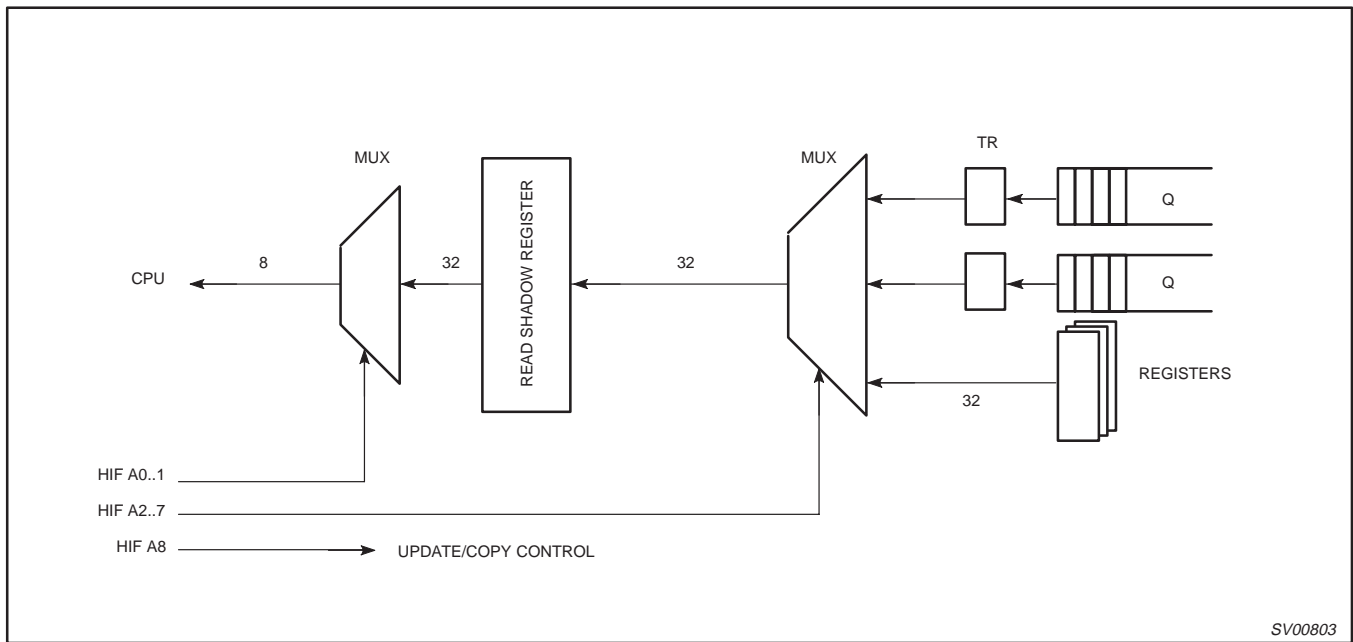 TR
MUX
MUX
Q
READ SHADOW REGISTER
8
32
32
CPU
Q
REGISTERS
32
HIF A0..1
HIF A2..7
HIF A8
UPDATE/COPY CONTROL
SV00803